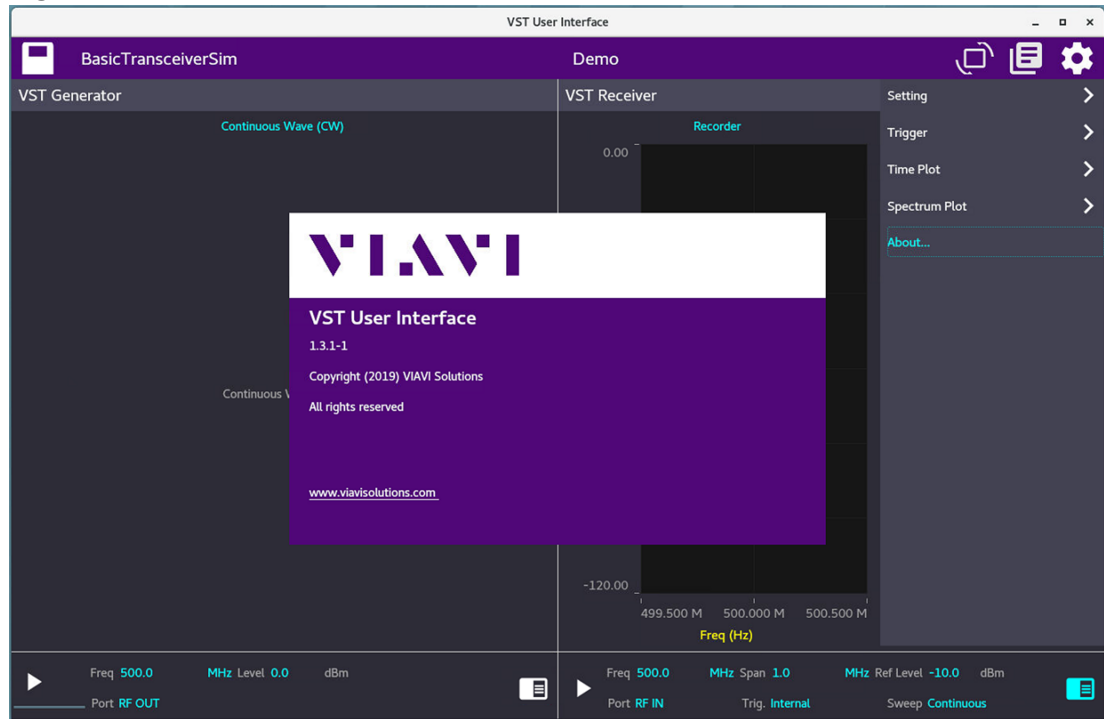 VST User Interface
BasicTransceiverSim
Demo
VST Generator
VST Receiver
Continuous Wave (CW)
Recorder
0.00
Setting
Trigger
Time Plot
Spectrum Plot
About...
VIAVI
VST User Interface
1.3.1-1
Copyright (2019) VIAVI Solutions
All rights reserved
www.viavisolutions.com
Continuous
-120.00
499.500 M 500.000 M 500.500 M
Freq (Hz)
Freq 500.0 MHz Level 0.0 dBm
Port RF OUT
Freq 500.0 MHz Span 1.0 MHz Ref Level -10.0 dBm
Port RF IN Trig. Internal Sweep Continuous